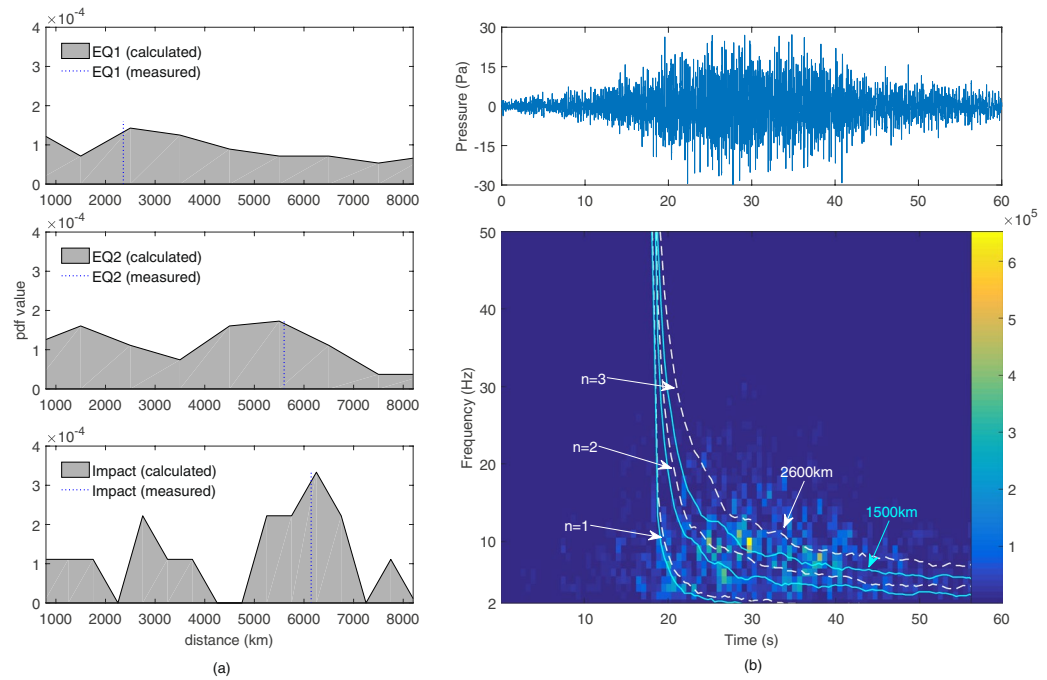 ×10⁻⁴
4
3
2
1
0
EQ1 (calculated)
EQ1 (measured)
1000 2000 3000 4000 5000 6000 7000 8000
×10⁻⁴
4
3
2
1
0
EQ2 (calculated)
EQ2 (measured)
pdf value
1000 2000 3000 4000 5000 6000 7000 8000
×10⁻⁴
4
3
2
1
0
Impact (calculated)
Impact (measured)
1000 2000 3000 4000 5000 6000 7000 8000
distance (km)
(a)
30
15
0
-15
-30
Pressure (Pa)
0 10 20 30 40 50 60
×10⁵
50
40
30
20
10
2
Frequency (Hz)
n=3
n=2
n=1
2600km
1500km
6
5
4
3
2
1
10 20 30 40 50 60
Time (s)
(b)